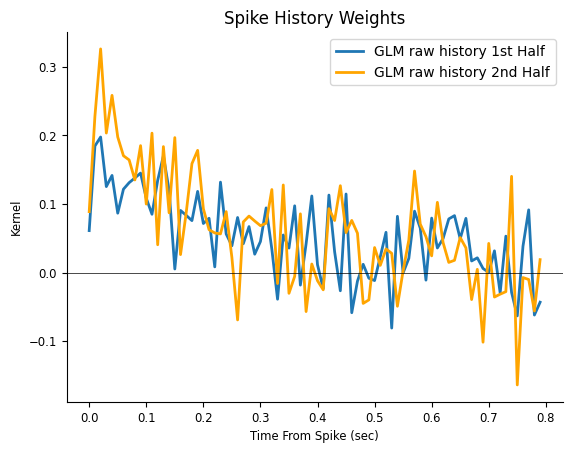 Spike History Weights
GLM raw history 1st Half
GLM raw history 2nd Half
Kernel
0.3
0.2
0.1
0.0
−0.1
0.0 0.1 0.2 0.3 0.4 0.5 0.6 0.7 0.8
Time From Spike (sec)